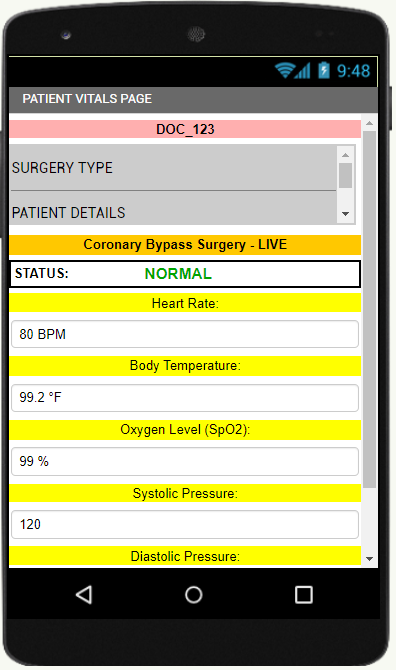 9:48
PATIENT VITALS PAGE
DOC_123
SURGERY TYPE
PATIENT DETAILS
Coronary Bypass Surgery - LIVE
STATUS: NORMAL
Heart Rate:
80 BPM
Body Temperature:
99.2 °F
Oxygen Level (SpO2):
99 %
Systolic Pressure:
120
Diastolic Pressure: